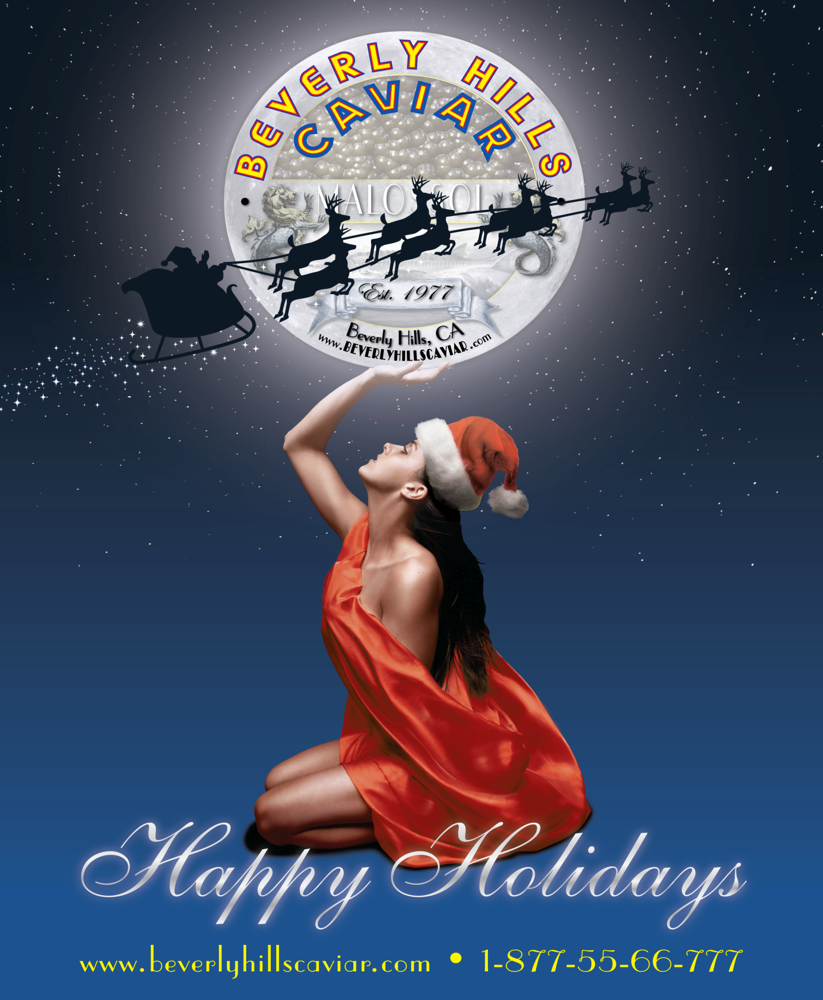 BEVERLY HILLS
CAVIAR
MALOSSOL
Est. 1977
Beverly Hills, CA
www.BEVERLYHILLSCAVIAR.com
Happy Holidays
www.beverlyhillscaviar.com • 1-877-55-66-777